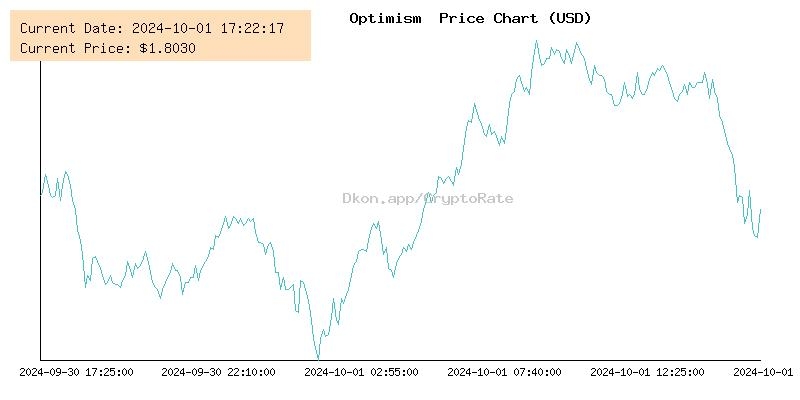 Optimism  Price Chart (USD)
Current Date: 2024-10-01 17:22:17
Current Price: $1.8030
Dkon.app/CryptoRate
2024-09-30 17:25:00 2024-09-30 22:10:00 2024-10-01 02:55:00 2024-10-01 07:40:00 2024-10-01 12:25:00 2024-10-01